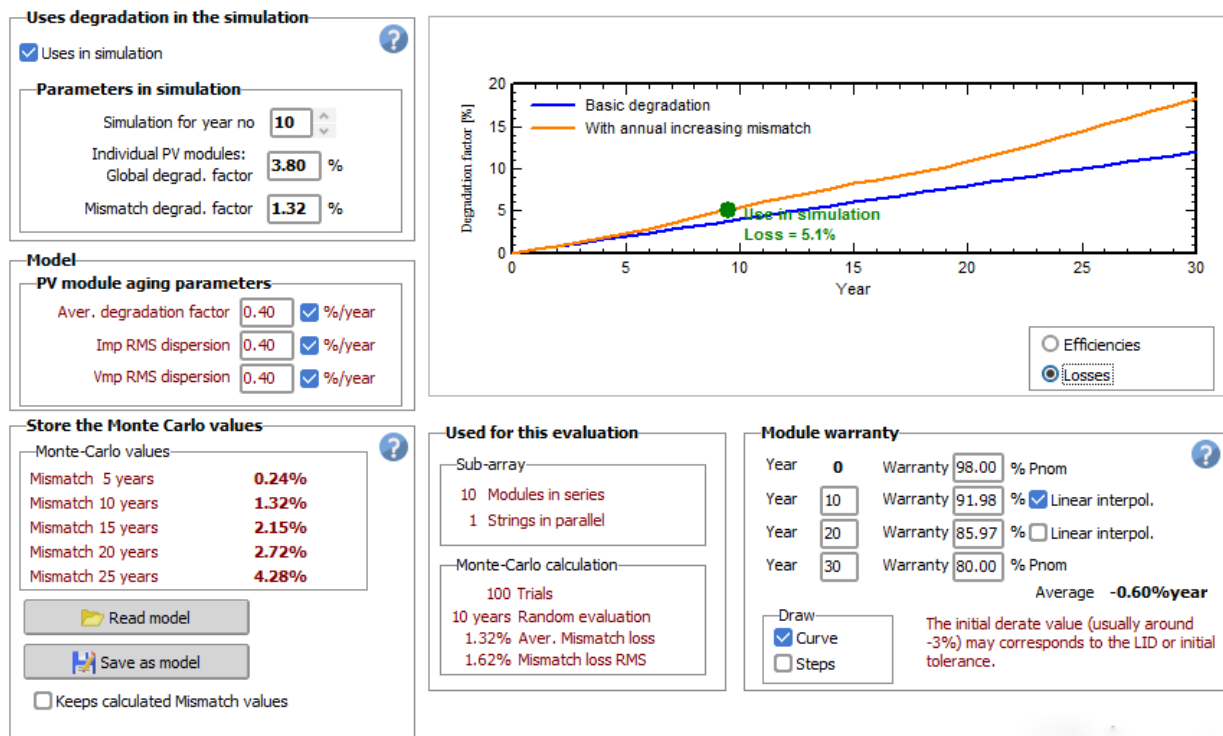 Uses degradation in the simulation
?
Uses in simulation
Parameters in simulation
Simulation for year no 10
Individual PV modules:
Global degrad. factor 3.80 %
Mismatch degrad. factor 1.32 %
Model
PV module aging parameters
Aver. degradation factor 0.40 %/year
Imp RMS dispersion 0.40 %/year
Vmp RMS dispersion 0.40 %/year
Store the Monte Carlo values
?
Monte-Carlo values
Mismatch 5 years 0.24%
Mismatch 10 years 1.32%
Mismatch 15 years 2.15%
Mismatch 20 years 2.72%
Mismatch 25 years 4.28%
Read model
Save as model
Keeps calculated Mismatch values
Degradation factor [%]
20
15
10
5
0
Basic degradation
With annual increasing mismatch
Use in simulation
Loss = 5.1%
0 5 10 15 20 25 30
Year
Efficiencies
Losses
Used for this evaluation
Sub-array
10 Modules in series
1 Strings in parallel
Monte-Carlo calculation
100 Trials
10 years Random evaluation
1.32% Aver. Mismatch loss
1.62% Mismatch loss RMS
Module warranty
?
Year 0 Warranty 98.00 % Pnom
Year 10 Warranty 91.98 % Linear interpol.
Year 20 Warranty 85.97 % Linear interpol.
Year 30 Warranty 80.00 % Pnom
Average -0.60%year
Draw
Curve
Steps
The initial derate value (usually around
-3%) may corresponds to the LID or initial
tolerance.